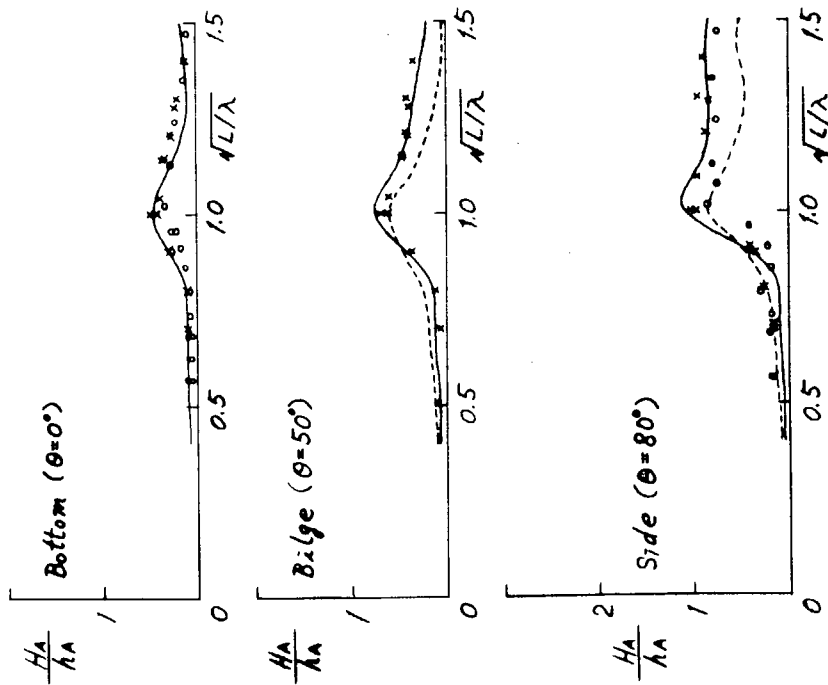 Bottom (θ=0°)
H_A/h_A
1
0
0.5
1.0
1.5
√L/λ
Bilge (θ=50°)
H_A/h_A
1
0
0.5
1.0
1.5
√L/λ
Side (θ=80°)
H_A/h_A
2
1
0
0.5
1.0
1.5
√L/λ